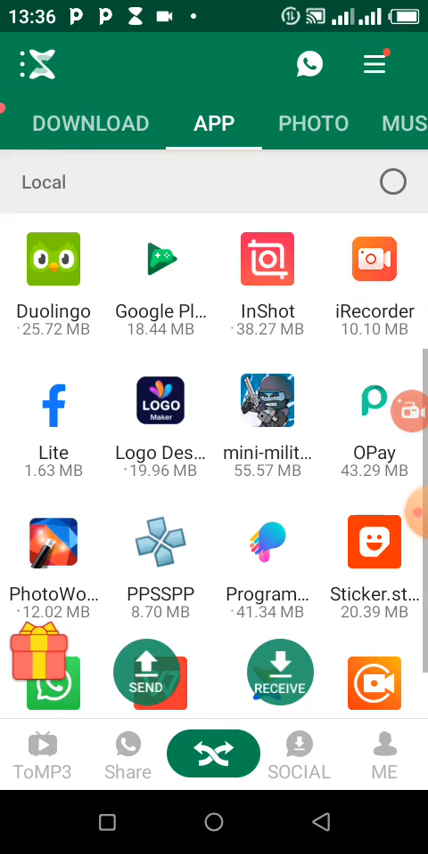 13:36
DOWNLOAD APP PHOTO MUS
Local
Duolingo Google Pl... InShot iRecorder
25.72 MB 18.44 MB 38.27 MB 10.10 MB
LOGO
Maker
Lite Logo Des... mini-milit... OPay
1.63 MB 19.96 MB 55.57 MB 43.29 MB
PhotoWo... PPSSPP Program... Sticker.st...
12.02 MB 8.70 MB 41.34 MB 20.39 MB
SEND RECEIVE
ToMP3 Share SOCIAL ME